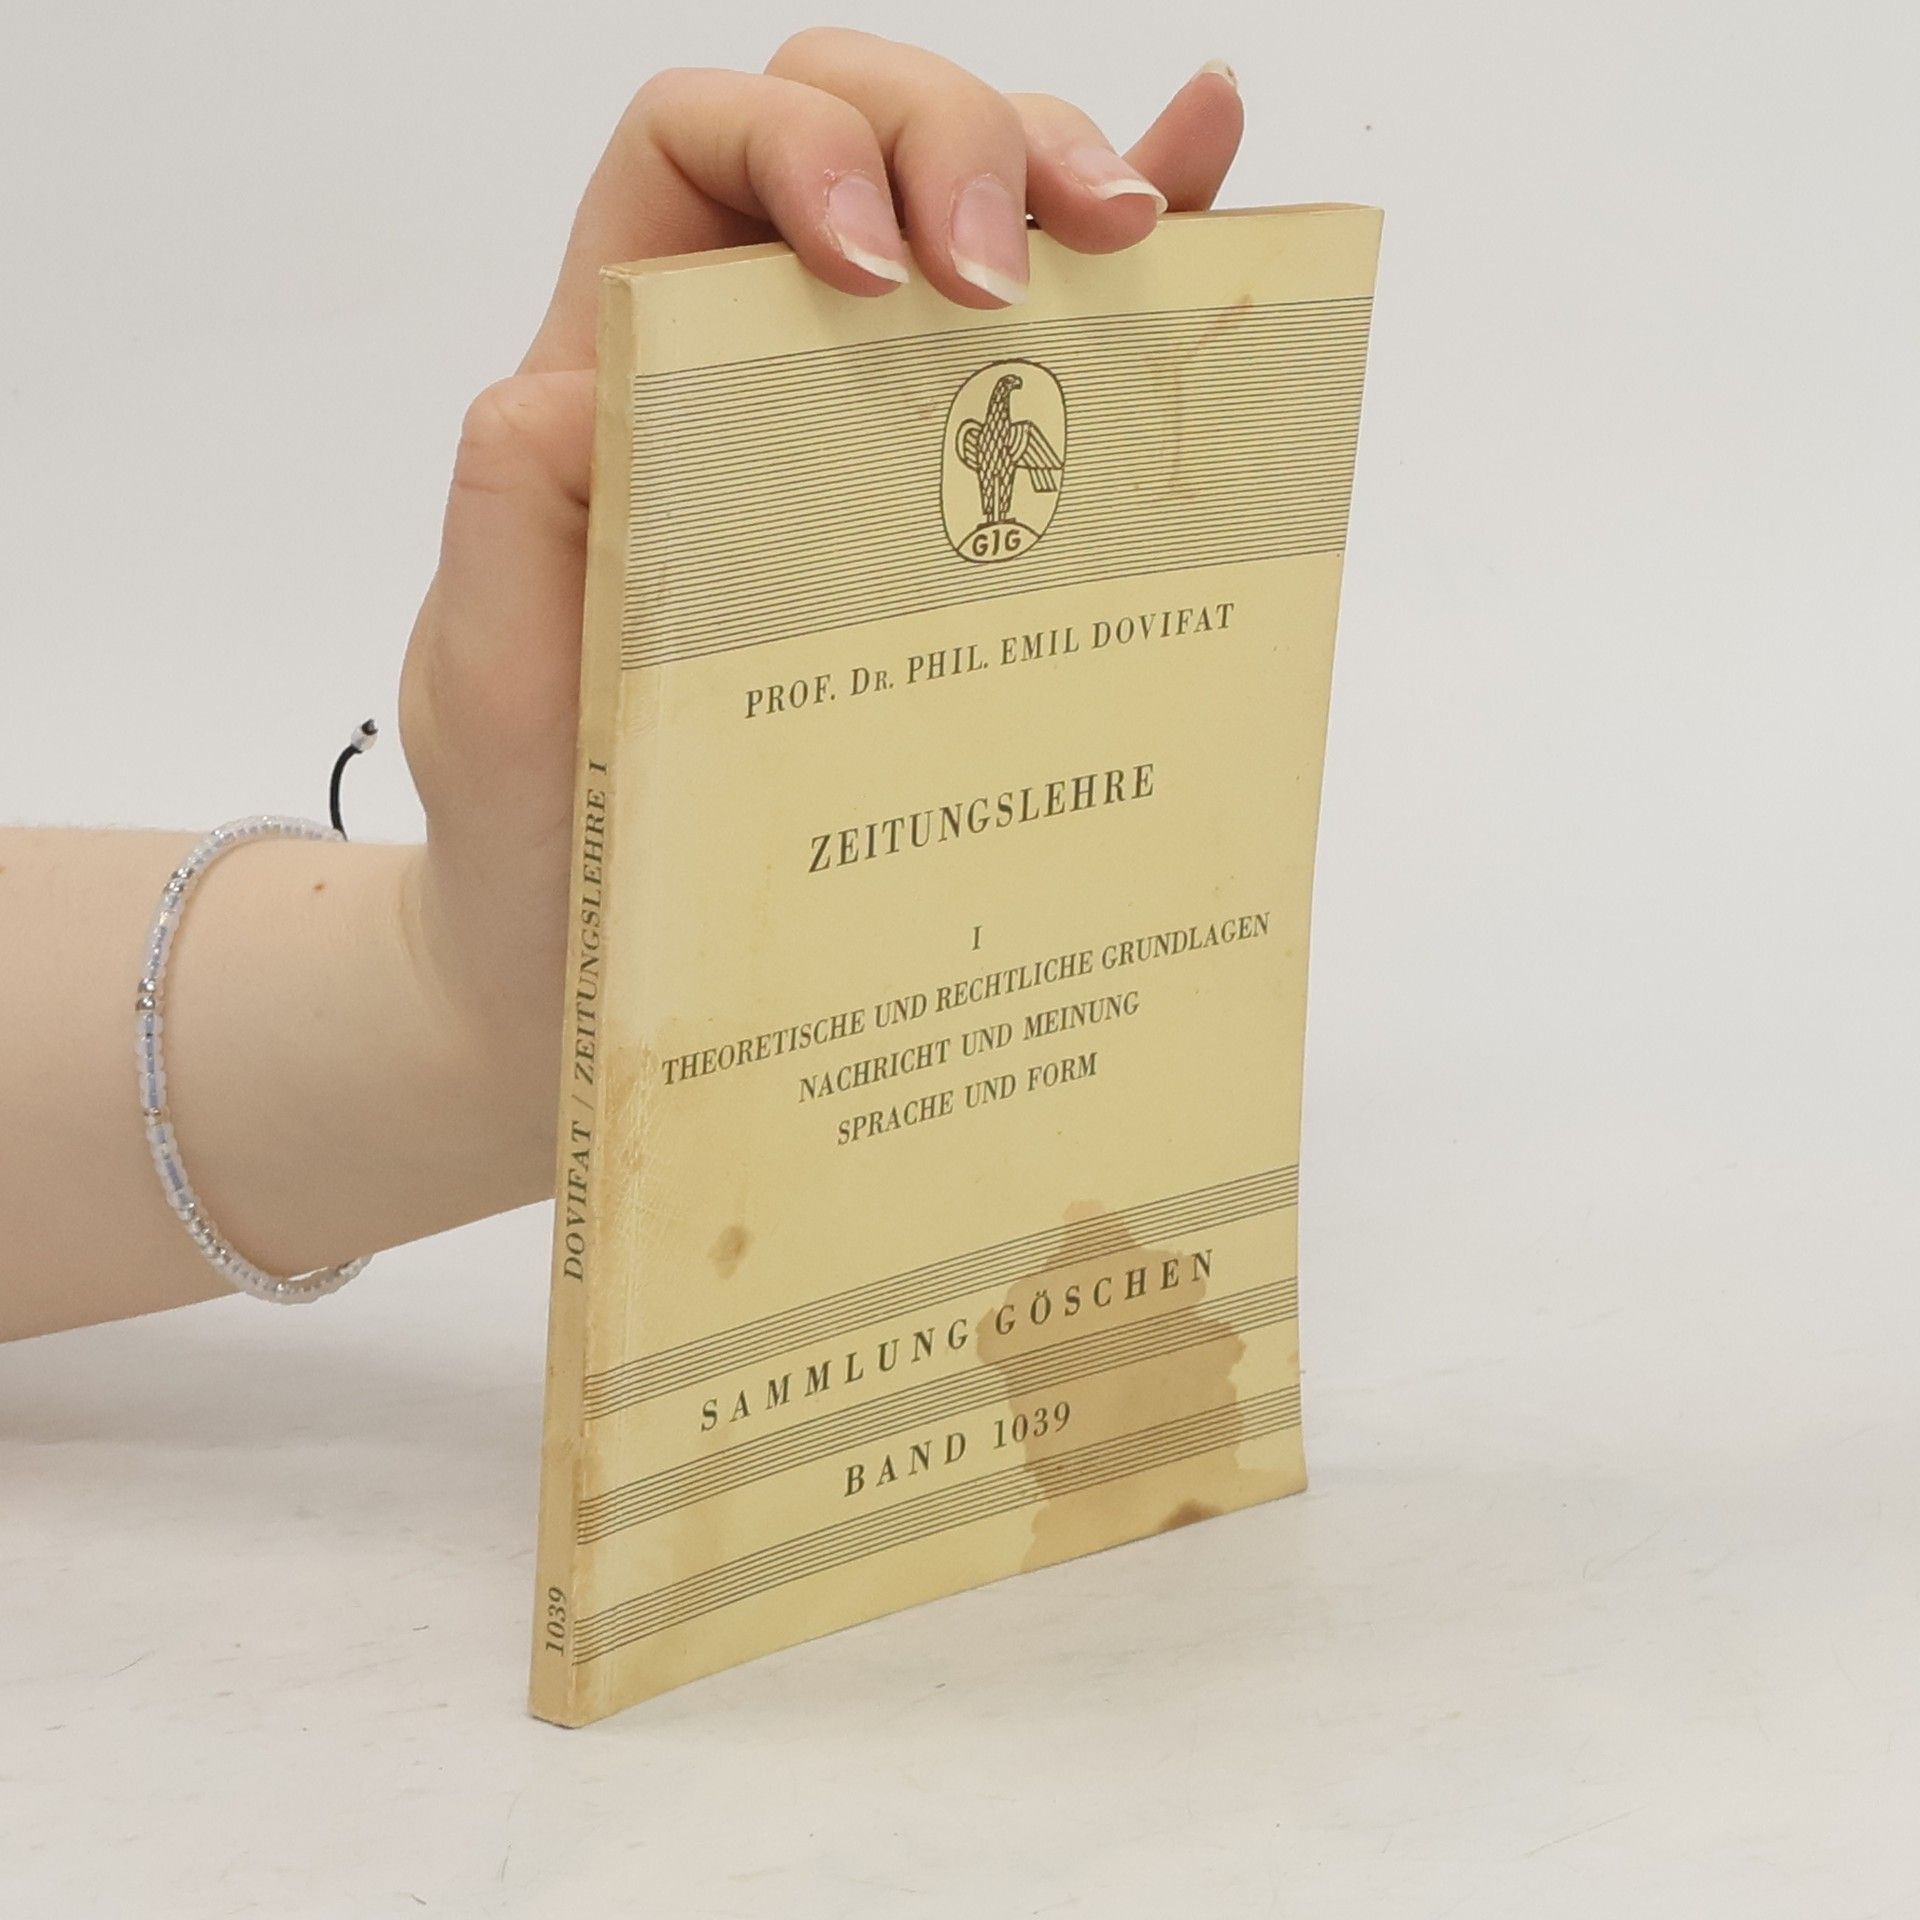 GJG
PROF. DR. PHIL. EMIL DOVIFAT
ZEITUNGSLEHRE
I
THEORETISCHE UND RECHTLICHE GRUNDLAGEN
NACHRICHT UND MEINUNG
SPRACHE UND FORM
SAMMLUNG GÖSCHEN
BAND 1039
DOVIFAT / ZEITUNGSLEHRE I
1039